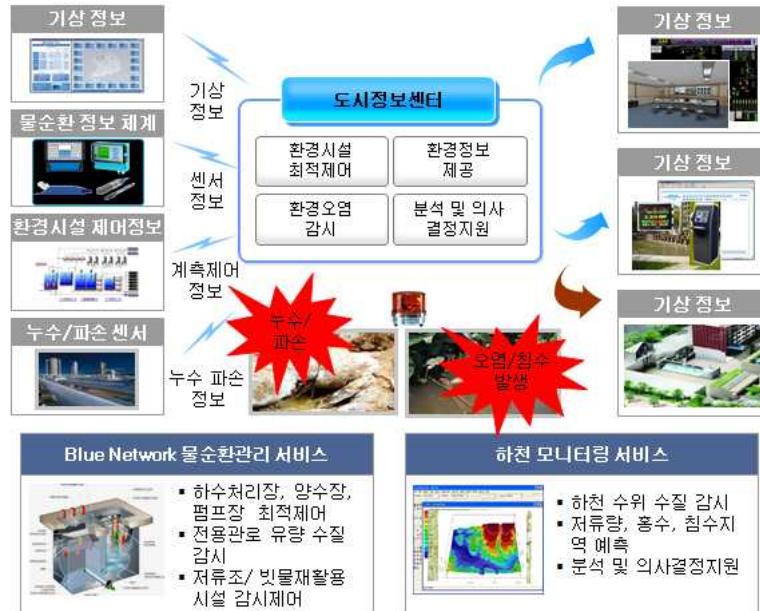 기상 정보
물순환 정보 체계
환경시설 제어정보
누수/파손 센서
기상
정보
센서
정보
계측제어
정보
누수 파손
정보
도시정보센터
환경시설
최적제어
환경정보
제공
환경오염
감시
분석 및 의사
결정지원
누수/
파손
오염/침수
발생
기상 정보
기상 정보
기상 정보
Blue Network 물순환관리 서비스
▪ 하수처리장, 양수장,
펌프장 최적제어
▪ 전용관로 유량 수질
감시
▪ 저류조/ 빗물재활용
시설 감시제어
하천 모니터링 서비스
▪ 하천 수위 수질 감시
▪ 저류량, 홍수, 침수지
역 예측
▪ 분석 및 의사결정지원